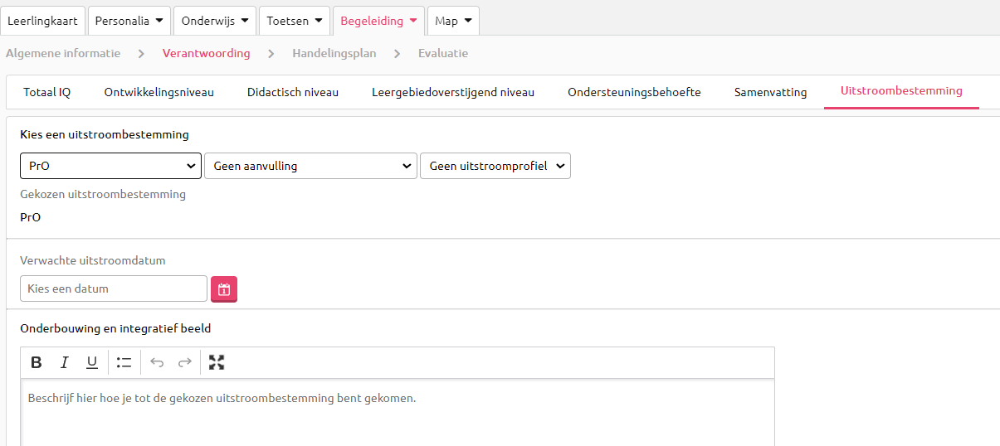 Leerlingkaart Personalia Onderwijs Toetsen Begeleiding Map
Algemene informatie Verantwoording Handelingsplan Evaluatie
Totaal IQ Ontwikkelingsniveau Didactisch niveau Leergebiedoverstijgend niveau Ondersteuningsbehoefte Samenvatting Uitstroombestemming
Kies een uitstroombestemming
PrO Geen aanvulling Geen uitstroomprofiel
Gekozen uitstroombestemming
PrO
Verwachte uitstroomdatum
Kies een datum
Onderbouwing en integratief beeld
B I U
Beschrijf hier hoe je tot de gekozen uitstroombestemming bent gekomen.